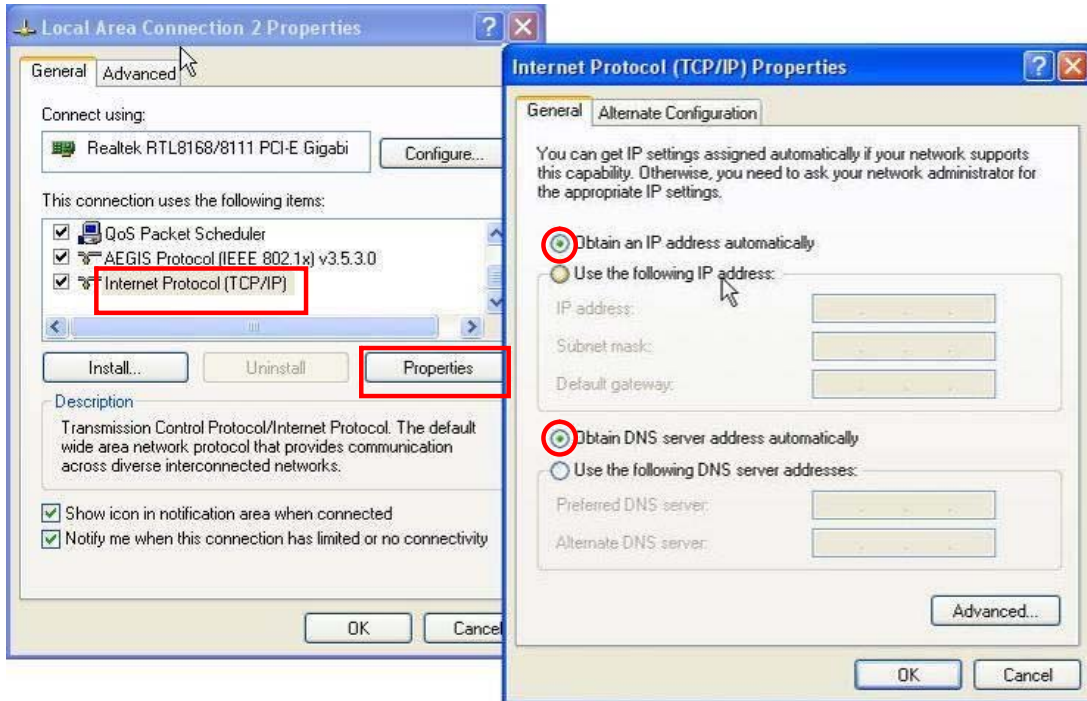 Local Area Connection 2 Properties
General Advanced
Connect using:
Realtek RTL8168/8111 PCI-E Gigabi
Configure...
This connection uses the following items:
QoS Packet Scheduler
AEGIS Protocol (IEEE 802.1x) v3.5.3.0
Internet Protocol (TCP/IP)
Install... Uninstall Properties
Description
Transmission Control Protocol/Internet Protocol. The default
wide area network protocol that provides communication
across diverse interconnected networks.
Show icon in notification area when connected
Notify me when this connection has limited or no connectivity
OK Cancel
Internet Protocol (TCP/IP) Properties
General Alternate Configuration
You can get IP settings assigned automatically if your network supports
this capability. Otherwise, you need to ask your network administrator for
the appropriate IP settings.
Obtain an IP address automatically
Use the following IP address:
IP address:
Subnet mask:
Default gateway:
Obtain DNS server address automatically
Use the following DNS server addresses:
Preferred DNS server:
Alternate DNS server:
Advanced...
OK Cancel